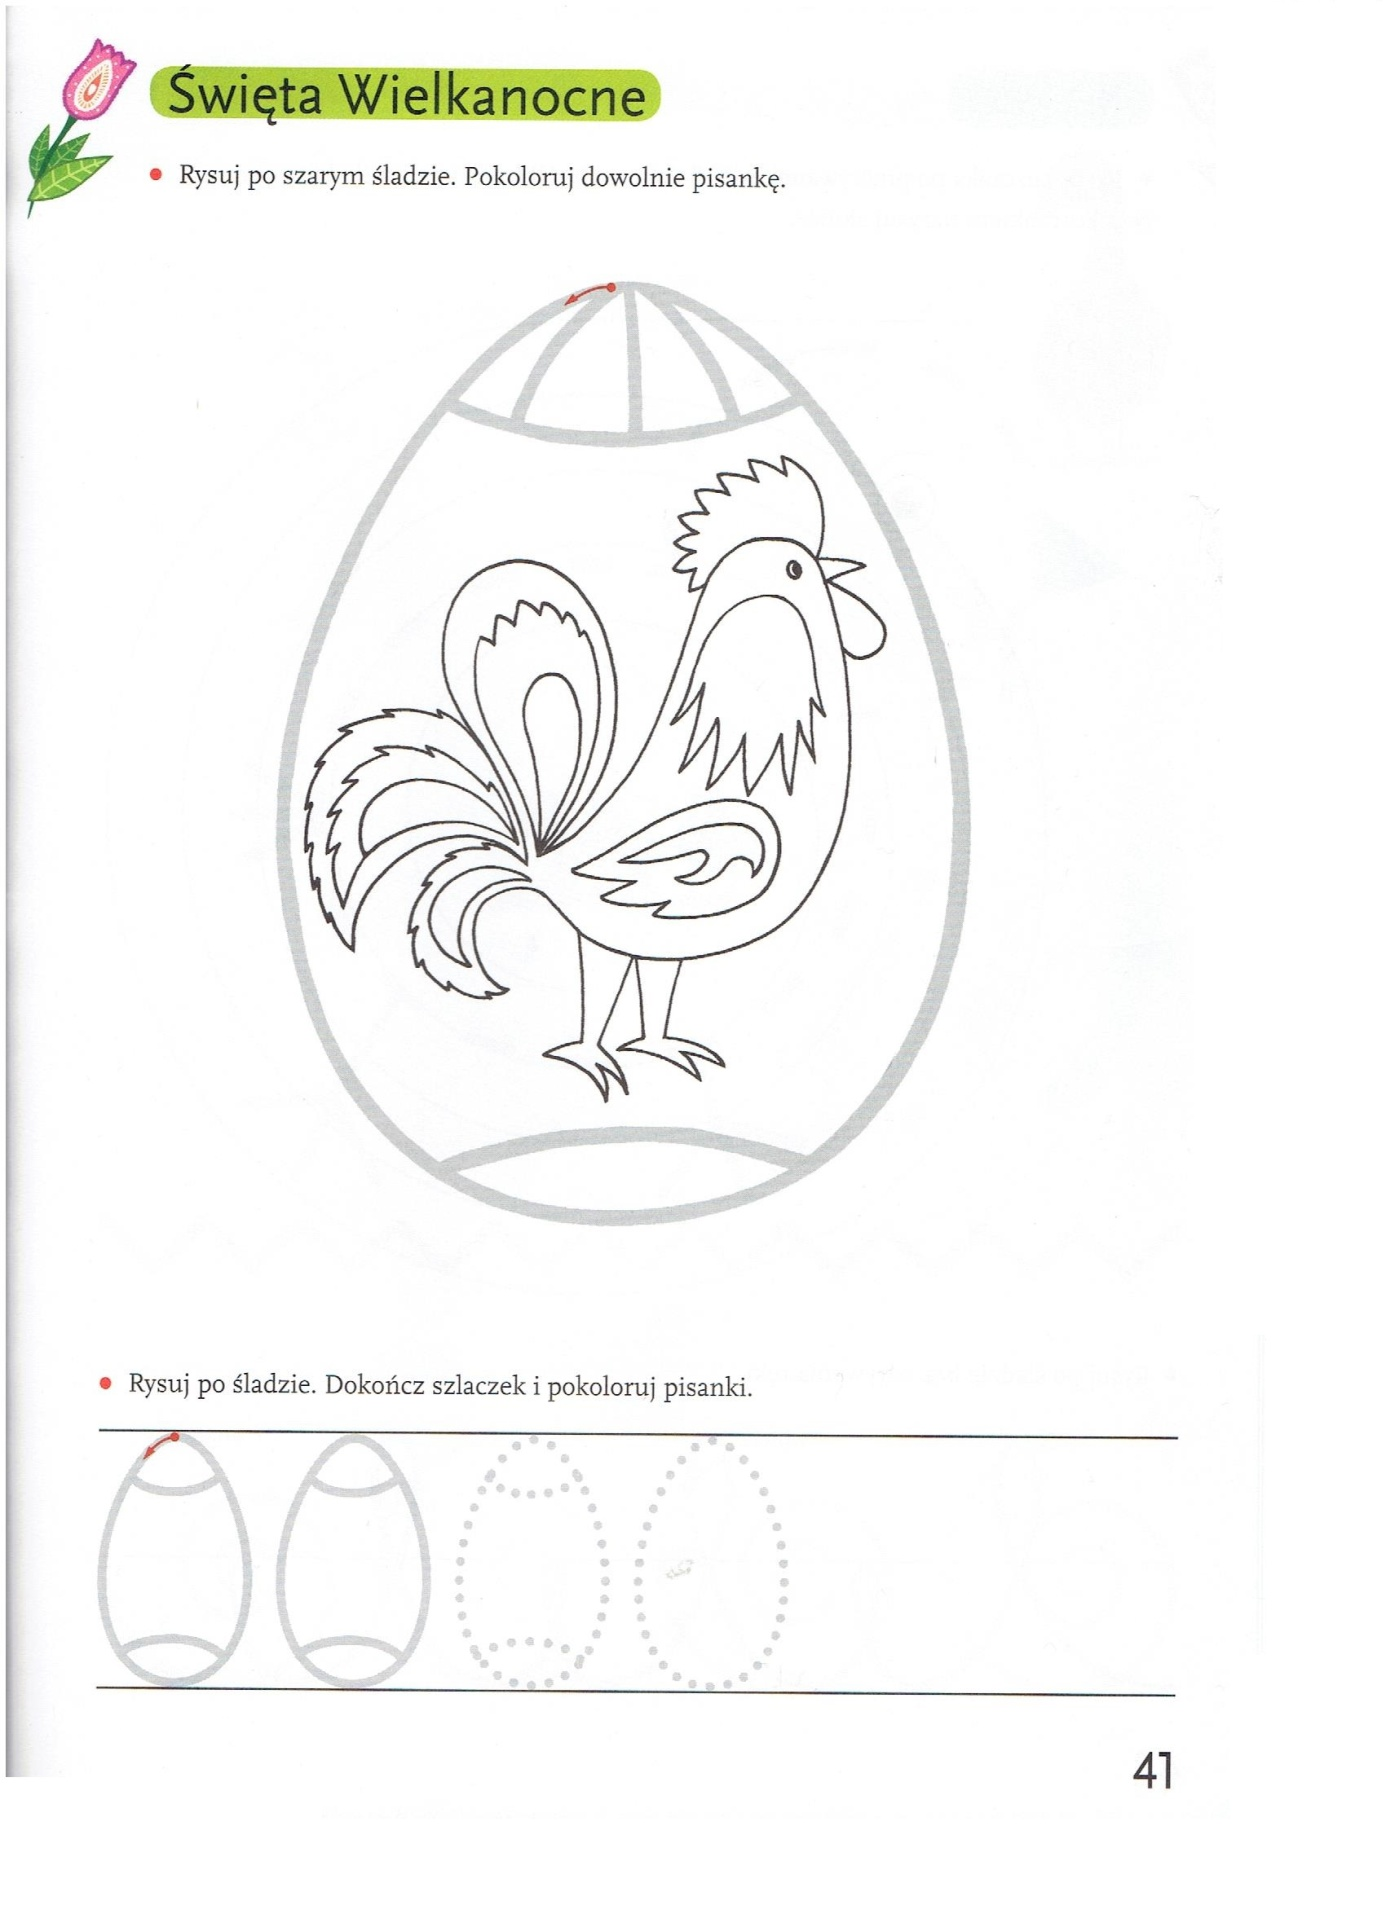 Święta Wielkanocne
Rysuj po szarym śladzie. Pokoloruj dowolnie pisankę.
Rysuj po śladzie. Dokończ szlaczek i pokoloruj pisanki.
41